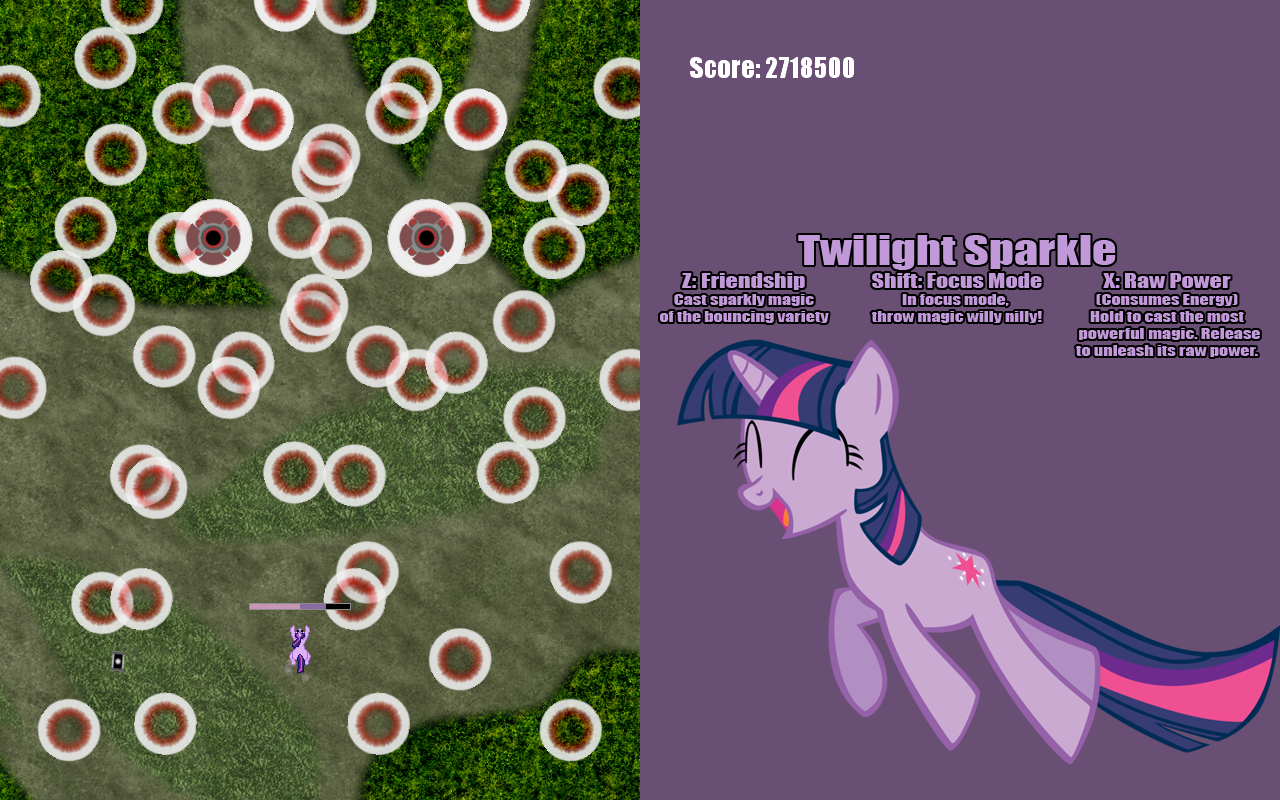 Score: 2718500
Twilight Sparkle
Z: Friendship
Cast sparkly magic
of the bouncing variety
Shift: Focus Mode
In focus mode,
throw magic willy nilly!
X: Raw Power
(Consumes Energy)
Hold to cast the most
powerful magic. Release
to unleash its raw power.